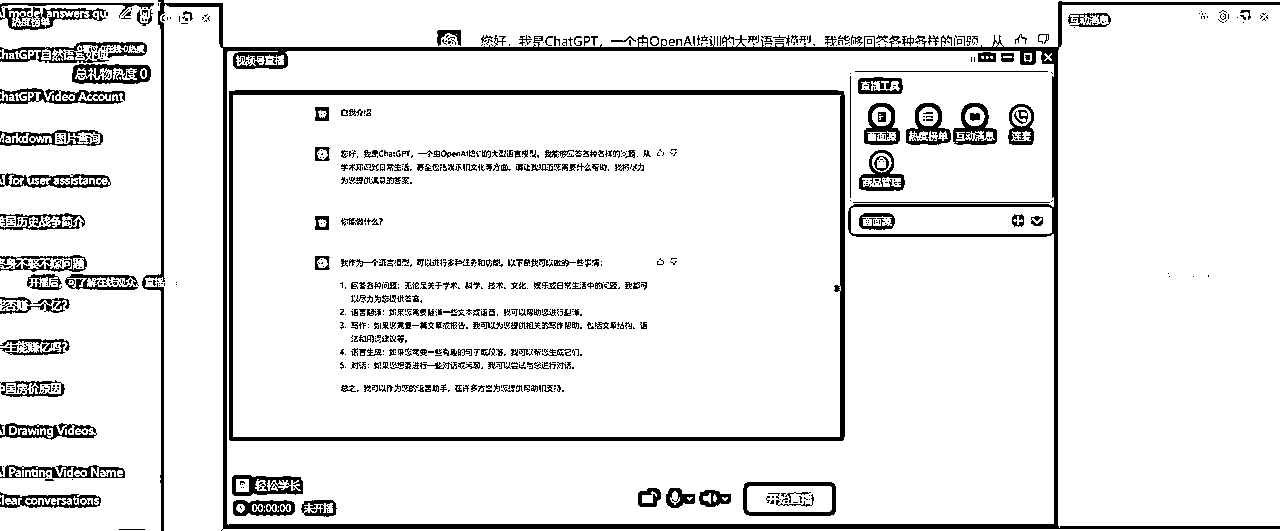 AI model answers qu
热度榜单
ChatGPT自然语言处理
总礼物热度 0
ChatGPT Video Account
Markdown 图片查询
AI for user assistance.
美国历史战争简介
开播后,可了解在线观众、直播
能否赚一个亿?
一生能赚亿吗?
中国房价原因
AI Drawing Videos.
AI Painting Video Name
Clear conversations
您好,我是ChatGPT,一个由OpenAI培训的大型语言模型。我能够回答各种各样的问题,从
视频号直播
自我介绍
您好,我是ChatGPT,一个由OpenAI培训的大型语言模型。我能够回答各种各样的问题,从
学术知识到日常生活,甚至包括娱乐和文化等方面。请让我知道您需要什么帮助,我将尽力
为您提供满意的答案。
你能做什么?
我作为一个语言模型,可以进行多种任务和功能。以下是我可以做的一些事情:
1. 回答各种问题:无论是关于学术、科学、技术、文化、娱乐或日常生活中的问题,我都可
以尽力为您提供答案。
2. 语言翻译:如果您需要翻译一些文本或语音,我可以帮助您进行翻译。
3. 写作:如果您需要一篇文章或报告,我可以为您提供相关的写作帮助,包括文章结构、语
法和用词建议等。
4. 语言生成:如果您需要一些有趣的句子或段落,我可以帮您生成它们。
5. 对话:如果您想要进行一些对话或闲聊,我可以尝试与您进行对话。
总之,我可以作为您的语言助手,在许多方面为您提供帮助和支持。
轻松学长
00:00:00 未开播
开始直播
直播工具
画面源 热度榜单 互动消息 连麦
商品管理
画面源
互动消息